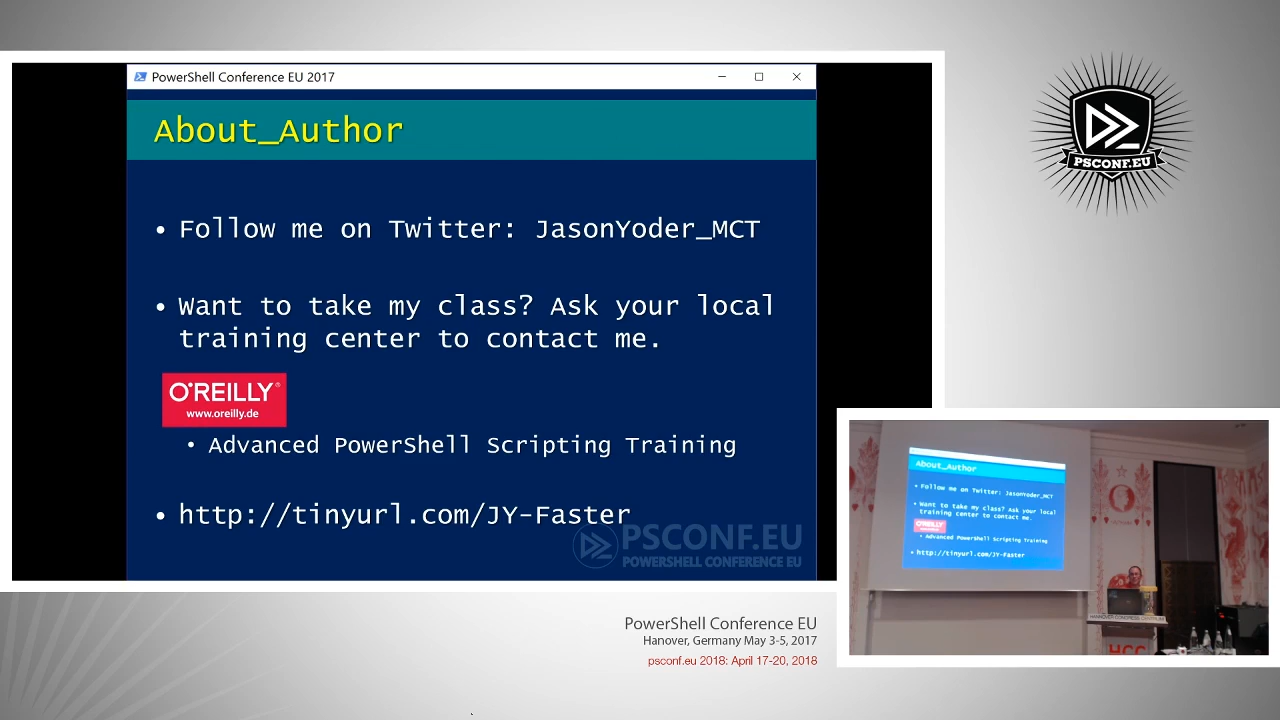 PowerShell Conference EU 2017
About_Author
• Follow me on Twitter: JasonYoder_MCT
• Want to take my class? Ask your local
training center to contact me.
O'REILLY®
www.oreilly.de
• Advanced PowerShell Scripting Training
• http://tinyurl.com/JY-Faster
PSCONF.EU
POWERSHELL CONFERENCE EU
PSCONF.EU
About_Author
• Follow me on Twitter: JasonYoder_MCT
• Want to take my class? Ask your local
training center to contact me.
O'REILLY
• Advanced PowerShell Scripting Training
• http://tinyurl.com/JY-Faster
HCC
PowerShell Conference EU
Hanover, Germany May 3-5, 2017
psconf.eu 2018: April 17-20, 2018